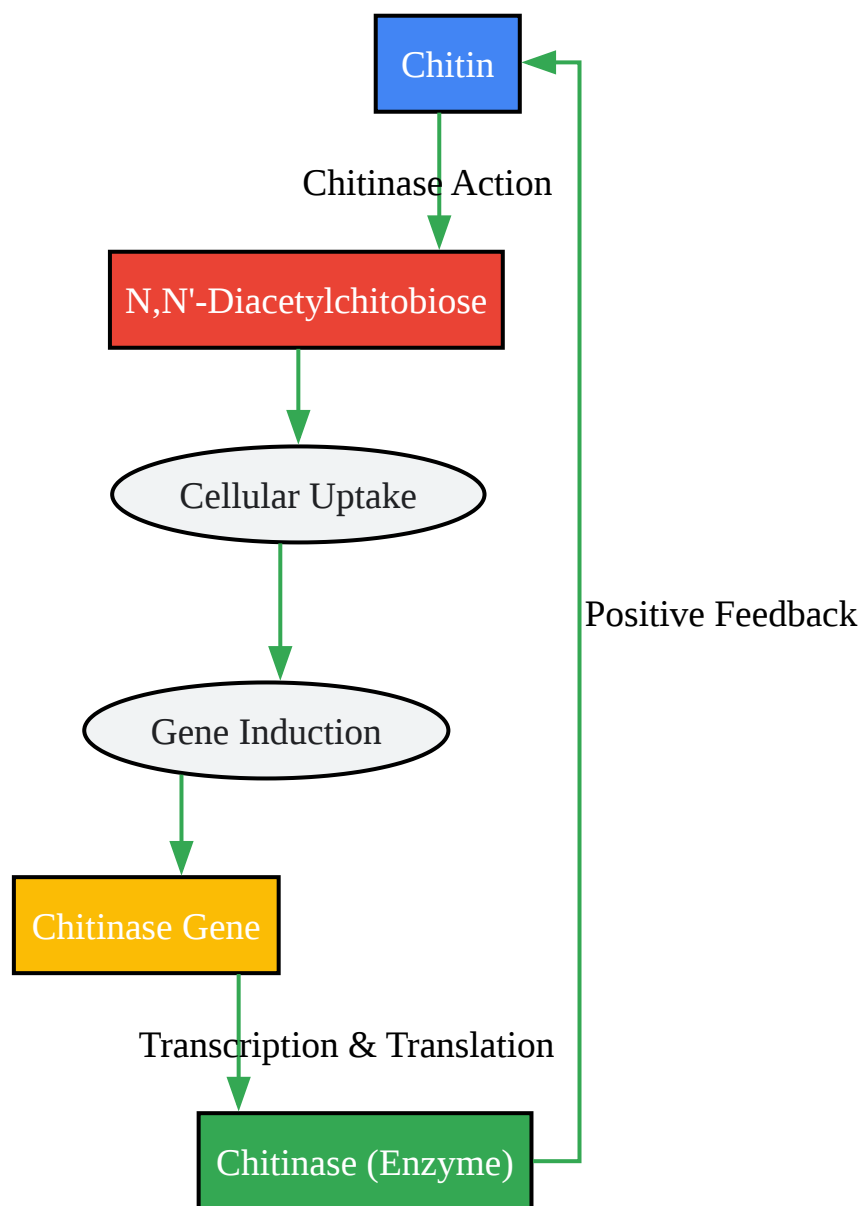 Chitin
Chitinase Action
N,N'-Diacetylchitobiose
Cellular Uptake
Positive Feedback
Gene Induction
Chitinase Gene
Transcription & Translation
Chitinase (Enzyme)